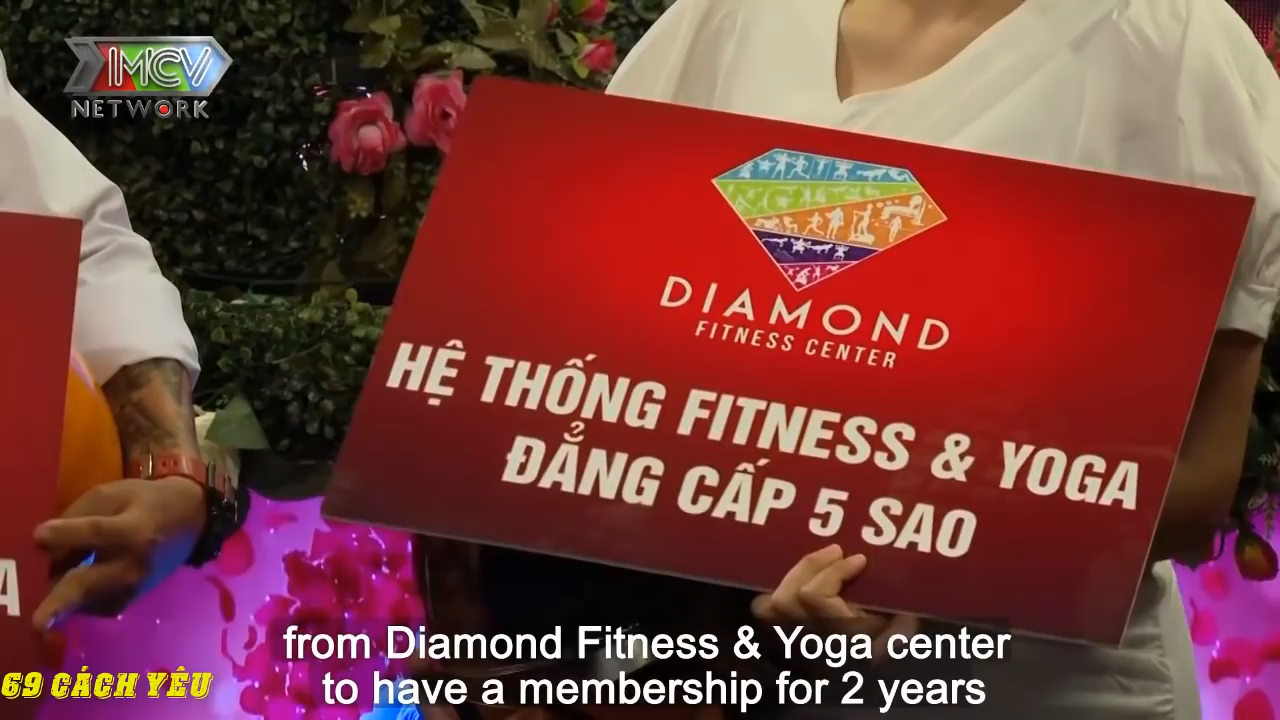 MCV
NETWORK
DIAMOND
FITNESS CENTER
HỆ THỐNG FITNESS & YOGA
ĐẲNG CẤP 5 SAO
A
from Diamond Fitness & Yoga center
to have a membership for 2 years
69 CÁCH YÊU